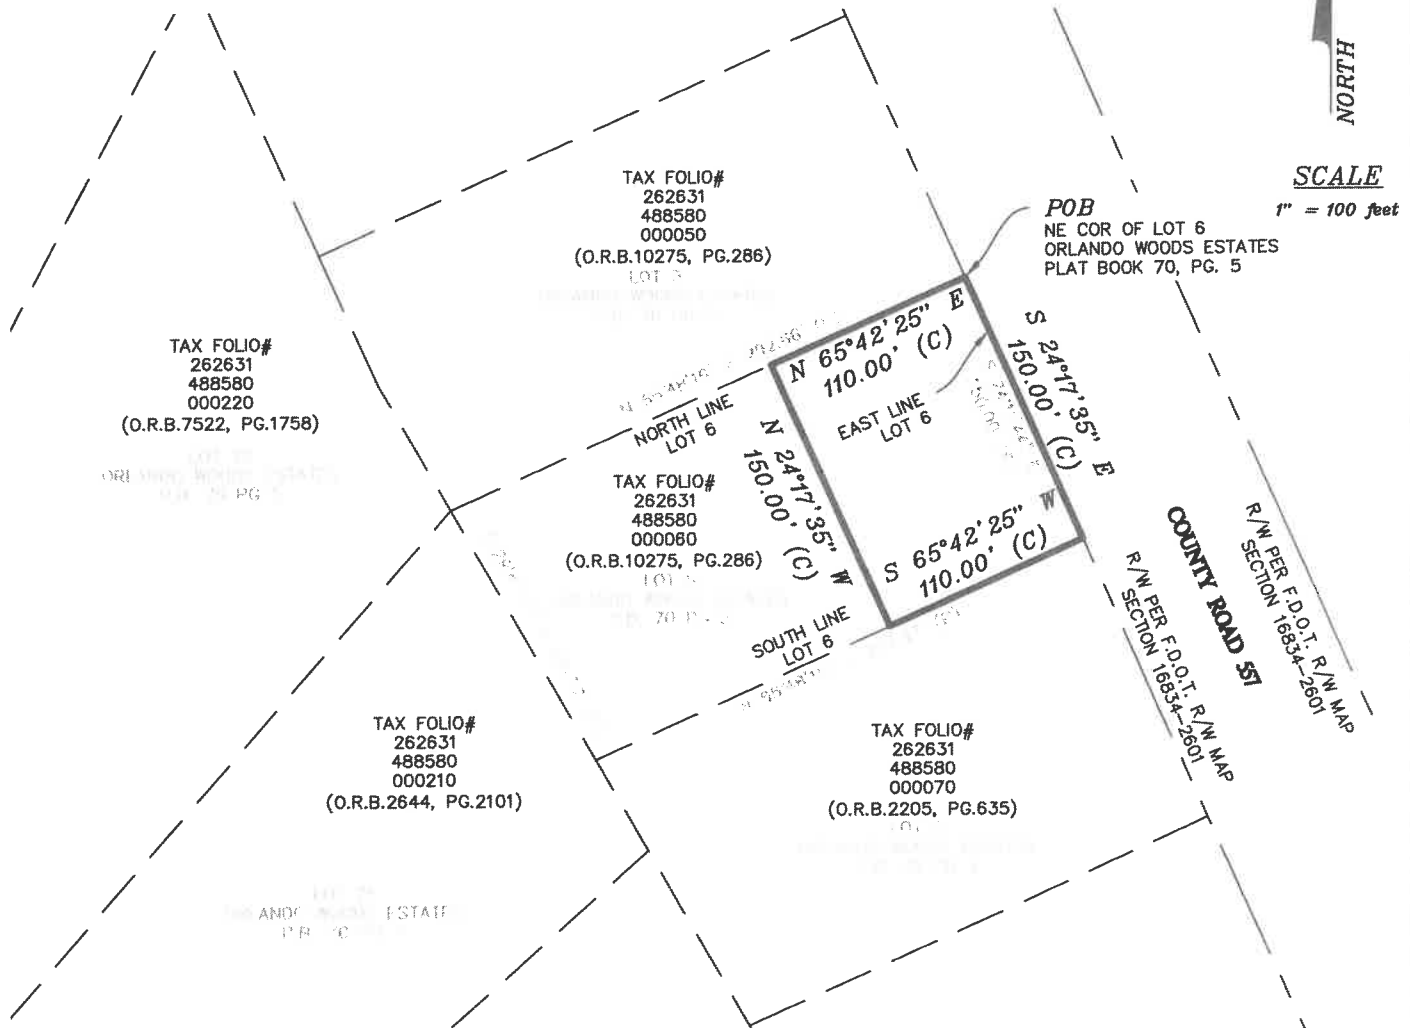 NORTH
SCALE
1" = 100 feet
POB
NE COR OF LOT 6
ORLANDO WOODS ESTATES
PLAT BOOK 70, PG. 5
TAX FOLIO#
262631
488580
000050
(O.R.B.10275, PG.286)
LOT
TAX FOLIO#
262631
488580
000220
(O.R.B.7522, PG.1758)
PG
N 65°42'25" E
110.00' (C)
S 24°17'35" E
150.00' (C)
EAST LINE
LOT 6
NORTH LINE
LOT 6
N 24°17'35" W
150.00' (C)
TAX FOLIO#
262631
488580
000060
(O.R.B.10275, PG.286)
S 65°42'25" W
110.00' (C)
SOUTH LINE
LOT 6
COUNTY ROAD 557
R/W PER F.D.O.T. R/W MAP
SECTION 16834-2601
R/W PER F.D.O.T. R/W MAP
SECTION 16834-2601
TAX FOLIO#
262631
488580
000210
(O.R.B.2644, PG.2101)
TAX FOLIO#
262631
488580
000070
(O.R.B.2205, PG.635)